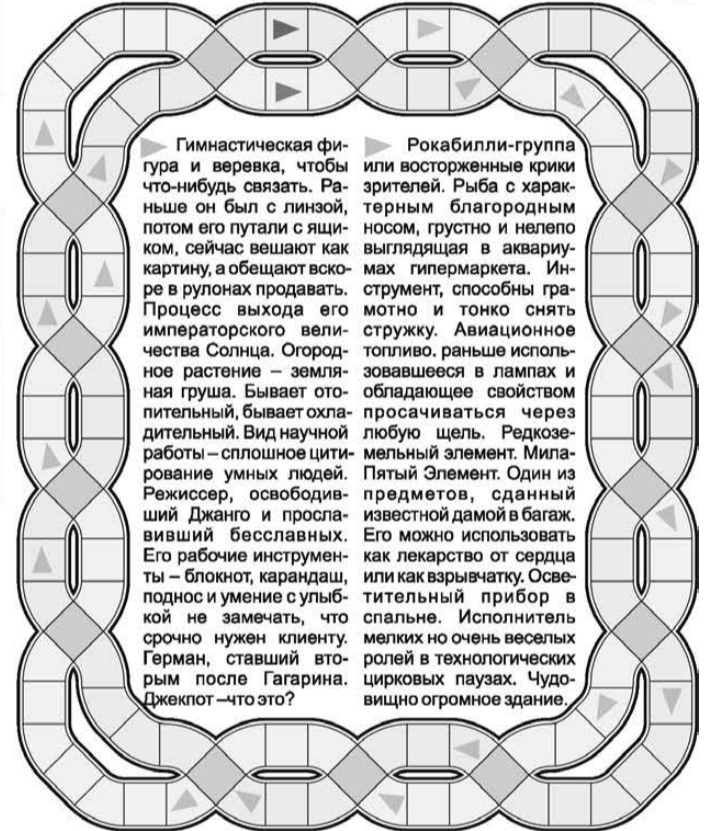 Гимнастическая фи-
гура и веревка, чтобы
что-нибудь связать. Ра-
ньше он был с линзой,
потом его путали с ящи-
ком, сейчас вешают как
картину, а обещают вско-
ре в рулонах продавать.
Процесс выхода его
императорского вели-
чества Солнца. Огород-
ное растение – земля-
ная груша. Бывает ото-
пительный, бывает охла-
дительный. Вид научной
работы – сплошное цити-
рование умных людей.
Режиссер, освободив-
ший Джанго и просла-
вивший бесславных.
Его рабочие инструмен-
ты – блокнот, карандаш,
поднос и умение с улыб-
кой не замечать, что
срочно нужен клиенту.
Герман, ставший вто-
рым после Гагарина.
Джекпот –что это?
Рокабилли-группа
или восторженные крики
зрителей. Рыба с харак-
терным благородным
носом, грустно и нелепо
выглядящая в аквариу-
мах гипермаркета. Ин-
струмент, способны гра-
мотно и тонко снять
стружку. Авиационное
топливо. раньше исполь-
зовавшееся в лампах и
обладающее свойством
просачиваться через
любую щель. Редкозе-
мельный элемент. Мила-
Пятый Элемент. Один из
предметов, сданный
известной дамой в багаж.
Его можно использовать
как лекарство от сердца
или как взрывчатку. Осве-
тительный прибор в
спальне. Исполнитель
мелких но очень веселых
ролей в технологических
цирковых паузах. Чудо-
вищно огромное здание.